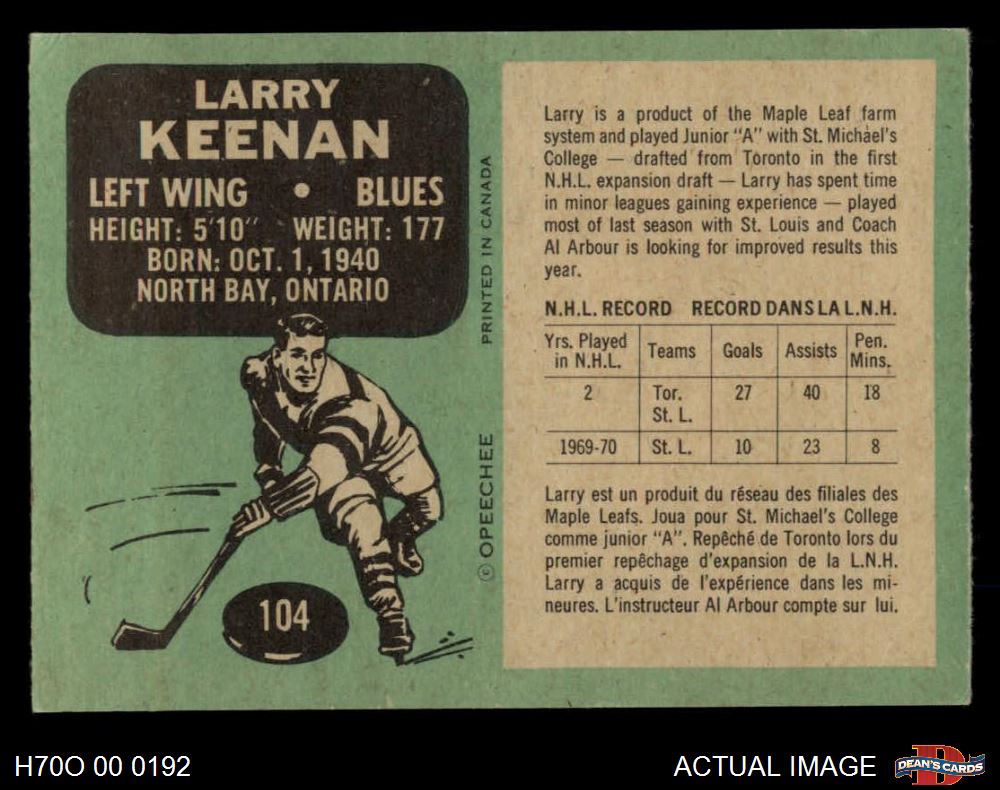 LARRY
KEENAN
LEFT WING • BLUES
HEIGHT: 5'10" WEIGHT: 177
BORN: OCT. 1, 1940
NORTH BAY, ONTARIO
104
© OPEECHEE PRINTED IN CANADA
Larry is a product of the Maple Leaf farm
system and played Junior "A" with St. Michael's
College — drafted from Toronto in the first
N.H.L. expansion draft — Larry has spent time
in minor leagues gaining experience — played
most of last season with St. Louis and Coach
Al Arbour is looking for improved results this
year.
N.H.L. RECORD RECORD DANS LA L.N.H.
Yrs. Played in N.H.L. Teams Goals Assists Pen. Mins.
2 Tor. St. L. 27 40 18
1969-70 St. L. 10 23 8
Larry est un produit du réseau des filiales des
Maple Leafs. Joua pour St. Michael's College
comme junior "A". Repêché de Toronto lors du
premier repêchage d'expansion de la L.N.H.
Larry a acquis de l'expérience dans les mi-
neures. L'instructeur Al Arbour compte sur lui.
H70O 00 0192
ACTUAL IMAGE
D
DEAN'S CARDS